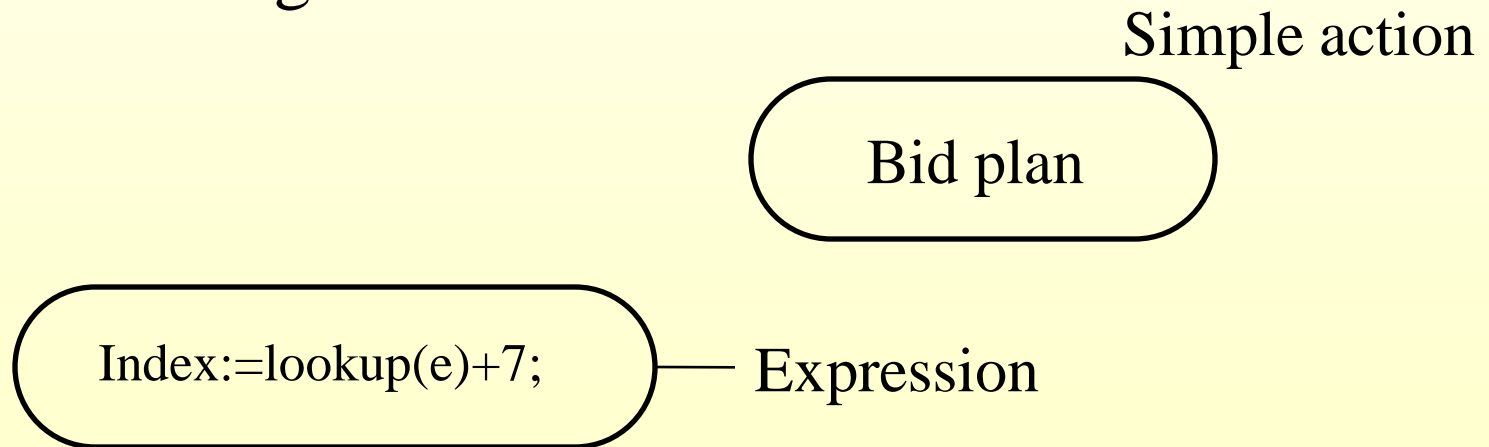 Simple action
Bid plan
Index:=lookup(e)+7;
Expression